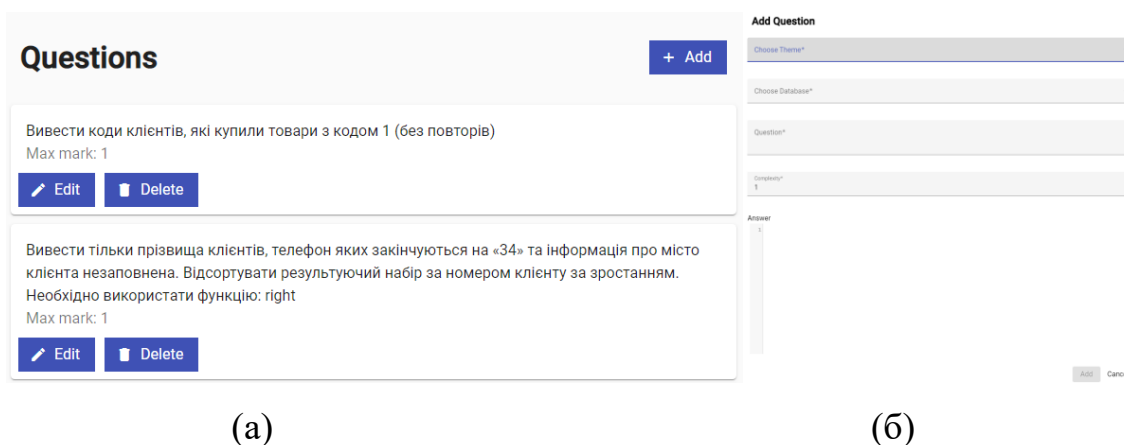 Questions
+ Add
Вивести коди клієнтів, які купили товари з кодом 1 (без повторів)
Max mark: 1
Edit
Delete
Вивести тільки прізвища клієнтів, телефон яких закінчуються на «34» та інформація про місто
клієнта незаповнена. Відсортувати результуючий набір за номером клієнту за зростанням.
Необхідно використати функцію: right
Max mark: 1
Edit
Delete
(а)
Add Question
Choose Theme*
Choose Database*
Question*
Complexity*
1
Answer
1
Add
Canc
(б)